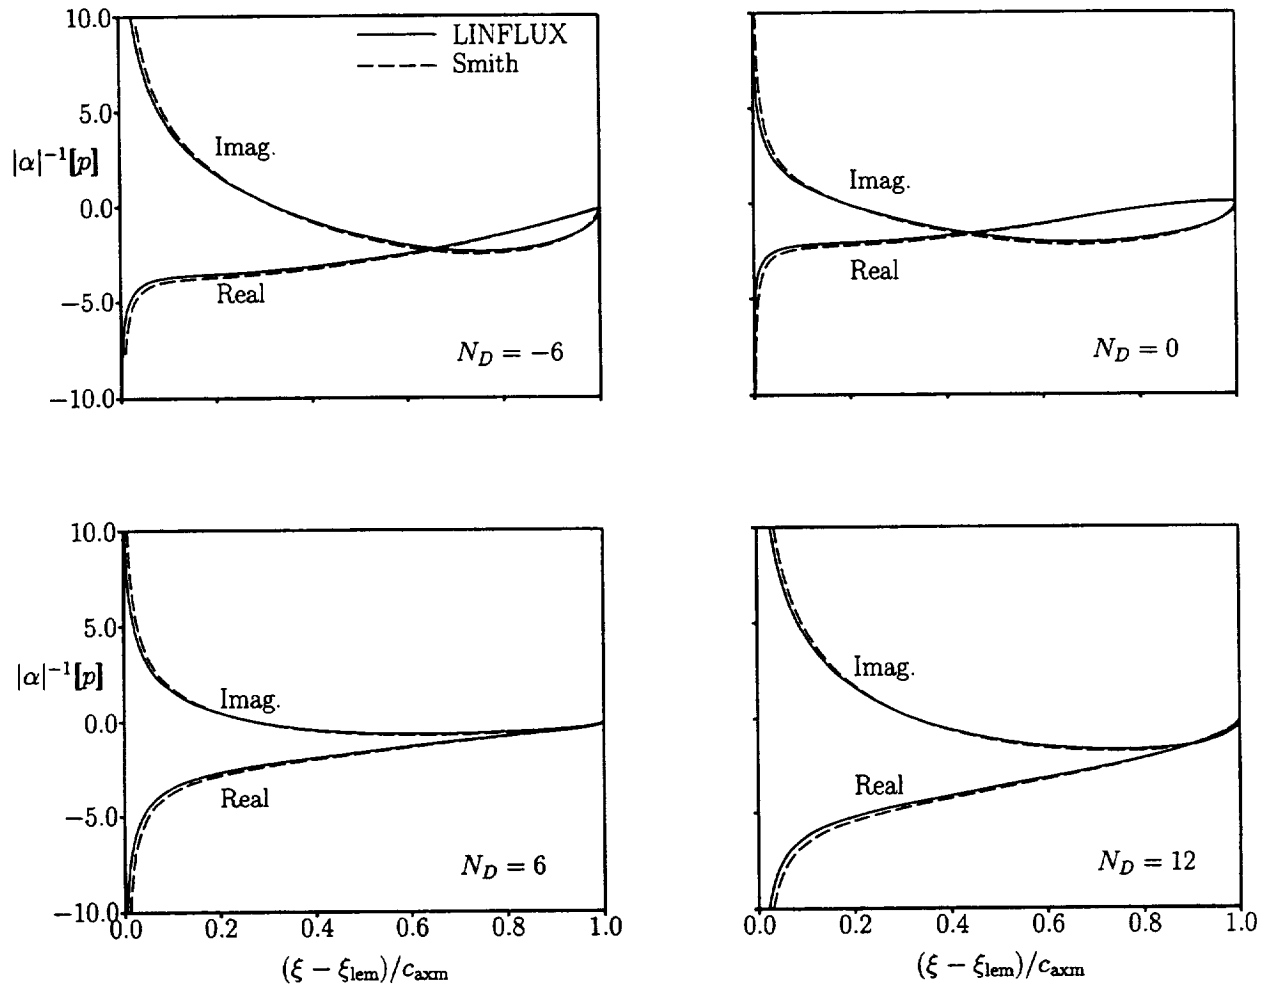 10.0
LINFLUX
Smith
5.0
|α|⁻¹[p]
Imag.
0.0
−5.0
Real
N_D = −6
−10.0
Imag.
Real
N_D = 0
10.0
5.0
|α|⁻¹[p]
Imag.
0.0
−5.0
Real
N_D = 6
−10.0
0.0 0.2 0.4 0.6 0.8 1.0
(ξ − ξ_lem)/c_axm
Imag.
Real
N_D = 12
0.0 0.2 0.4 0.6 0.8 1.0
(ξ − ξ_lem)/c_axm